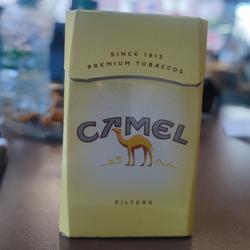 SINCE 1913
PREMIUM TOBACCOS
CAMEL
FILTERS